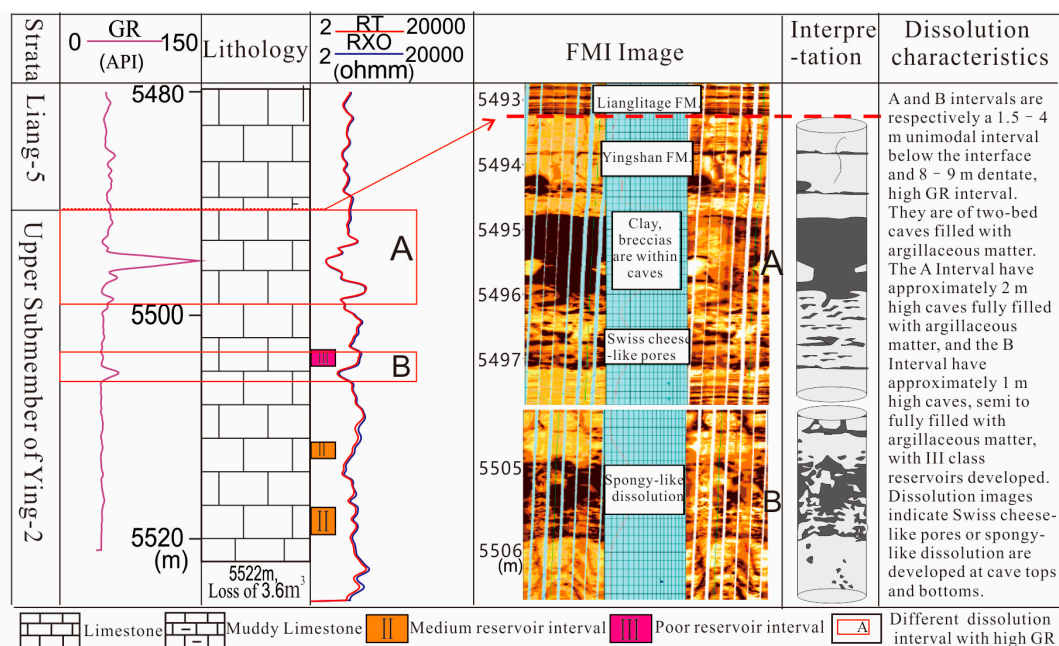 Strata
GR
0 150
(API)
Lithology
2 RT 20000
2 RXO 20000
(ohmm)
FMI Image
Interpre
-tation
Dissolution
characteristics
Liang-5
Upper Submember of Ying-2
5480
5500
5520
(m)
5522m,
Loss of 3.6m³
A
B
III
II
II
5493
5494
5495
5496
5497
5505
5506
(m)
Lianglitage FM.
Yingshan FM.
Clay,
breccias
are within
caves
Swiss cheese
-like pores
Spongy-like
dissolution
A
B
A and B intervals are
respectively a 1.5 – 4
m unimodal interval
below the interface
and 8 – 9 m dentate,
high GR interval.
They are of two-bed
caves filled with
argillaceous matter.
The A Interval have
approximately 2 m
high caves fully filled
with argillaceous
matter, and the B
Interval have
approximately 1 m
high caves, semi to
fully filled with
argillaceous matter,
with III class
reservoirs developed.
Dissolution images
indicate Swiss cheese-
like pores or spongy-
like dissolution are
developed at cave tops
and bottoms.
Limestone
Muddy Limestone
II Medium reservoir interval
III Poor reservoir interval
A Different dissolution
interval with high GR